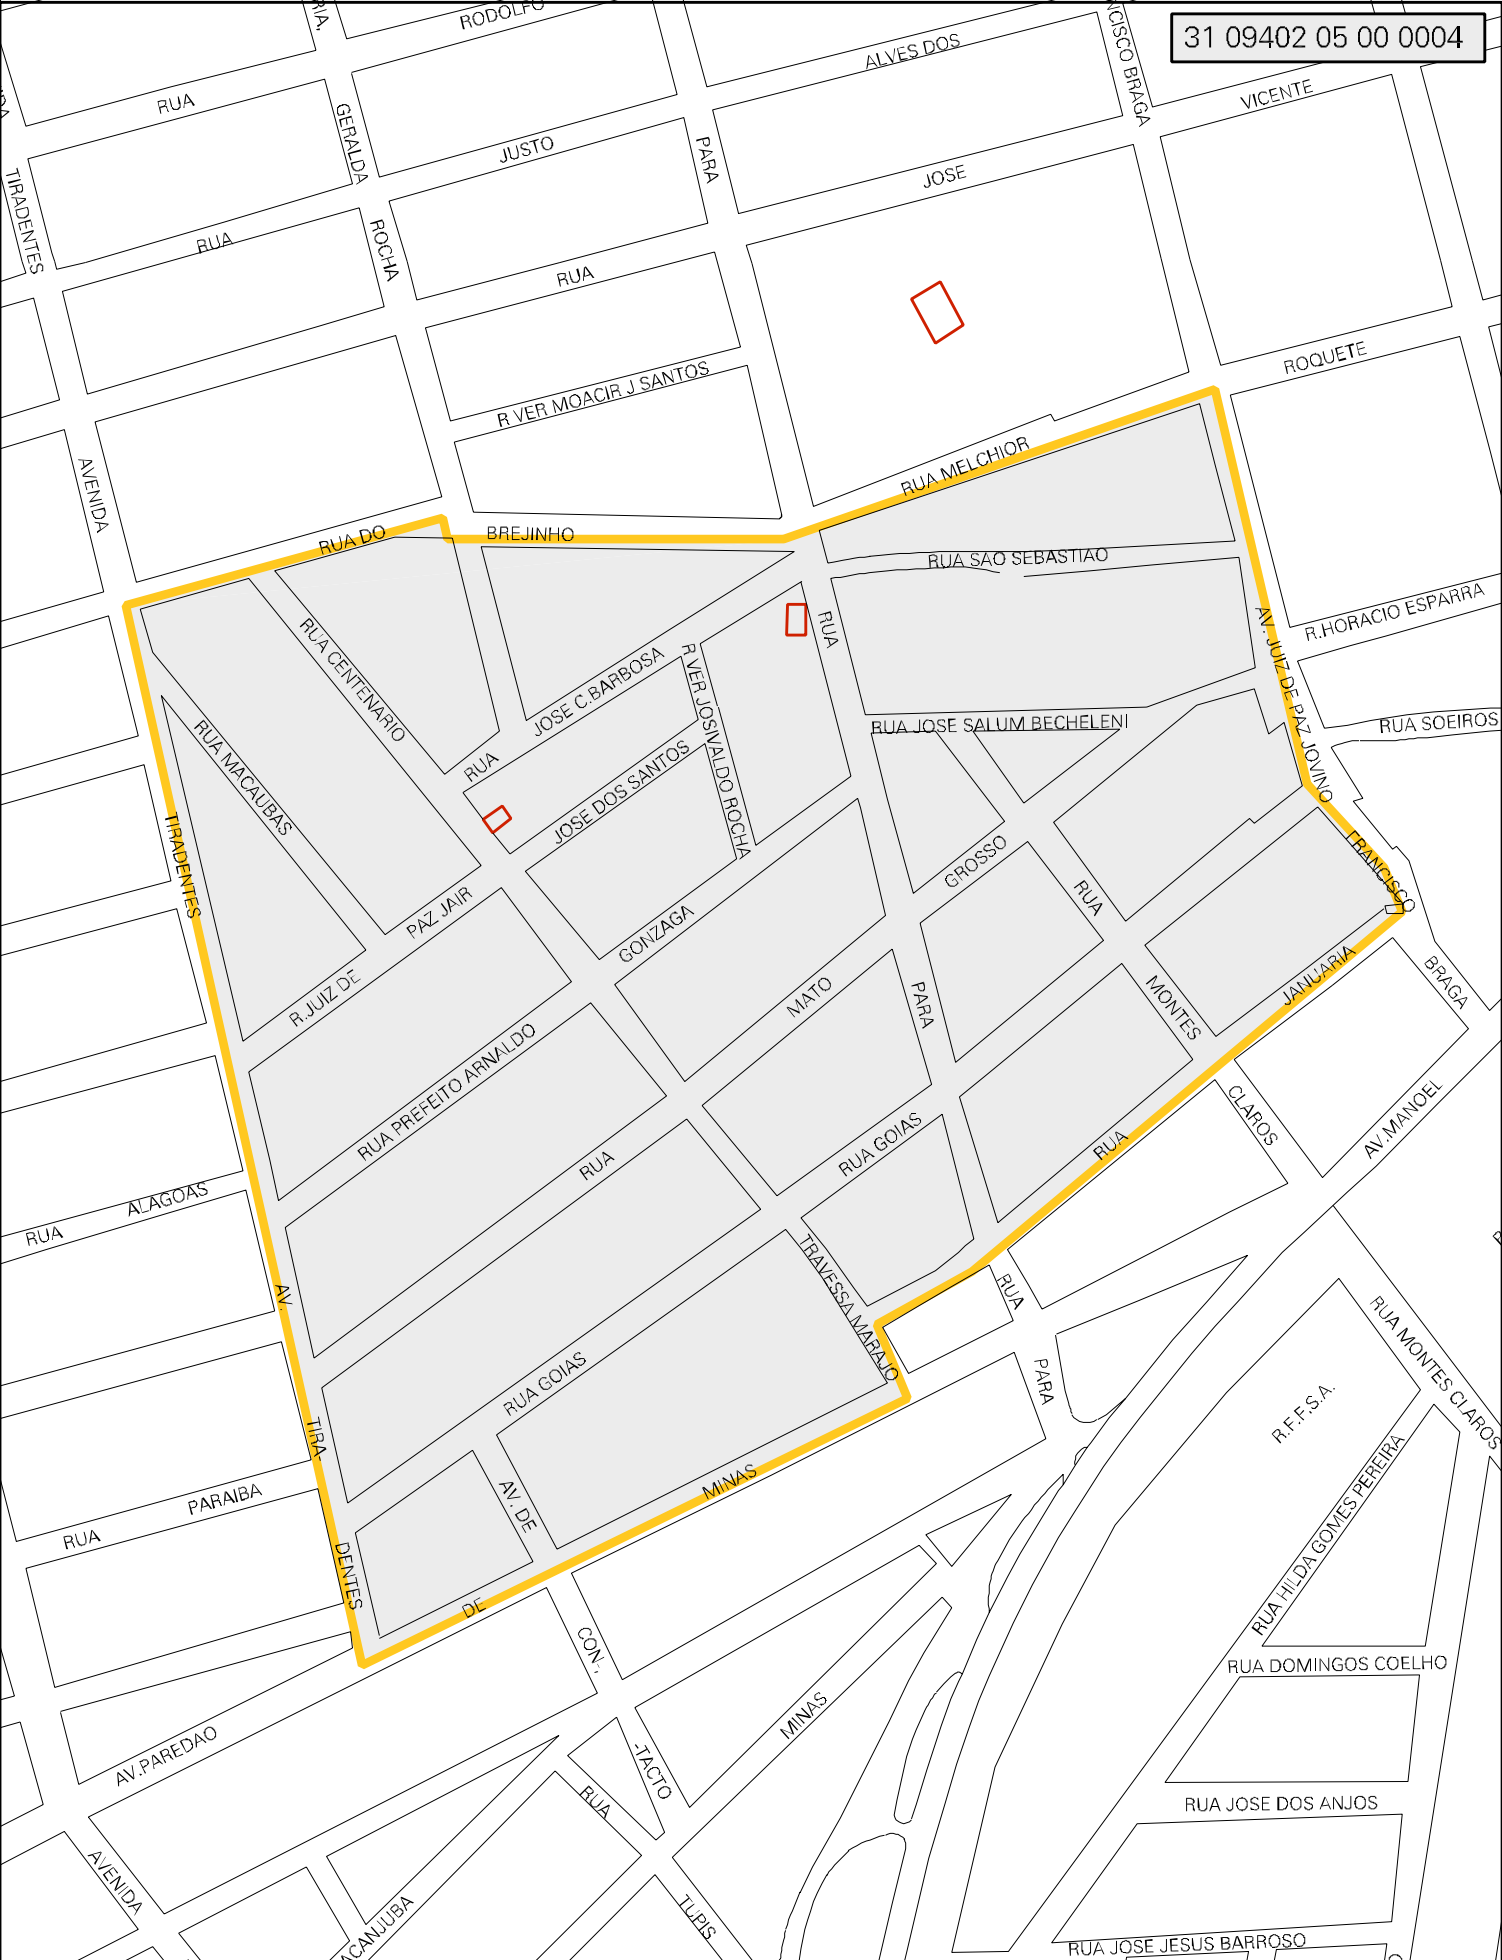 RODOLFO
31 09402 05 00 0004
ALVES DOS
NCISCO BRAGA
VICENTE
RUA
GERALDA
JUSTO
PARA
JOSE
TIRADENTES
RUA
ROCHA
RUA
ROQUETE
R VER MOACIR J SANTOS
AVENIDA
RUA MELCHIOR
RUA DO
BREJINHO
RUA SAO SEBASTIAO
R.HORACIO ESPARRA
RUA CENTENARIO
RUA
JOSE C.BARBOSA
R VER JOSIVALDO ROCHA
AV. JUIZ DE PAZ JOVINO
RUA SOEIROS
RUA JOSE SALUM BECHELENI
RUA MACAUBAS
RUA
JOSE DOS SANTOS
TIRADENTES
GROSSO
FRANCISCO
RUA
PAZ JAIR
GONZAGA
R.JUIZ DE
MATO
PARA
MONTES
JANUARIA
BRAGA
RUA PREFEITO ARNALDO
RUA
RUA GOIAS
RUA
CLAROS
AV.MANOEL
RUA
ALAGOAS
AV.
TRAVESSA MARAJO
RUA
RUA MONTES CLAROS
RUA GOIAS
PARA
R.F.F.S.A.
TIRA-
RUA
PARAIBA
AV. DE
MINAS
RUA HILDA GOMES PEREIRA
DENTES
DE
CON-,
RUA DOMINGOS COELHO
AV.PAREDAO
MINAS
-TACTO
RUA
RUA JOSE DOS ANJOS
AVENIDA
ACANJUBA
TUPIS
RUA JOSE JESUS BARROSO